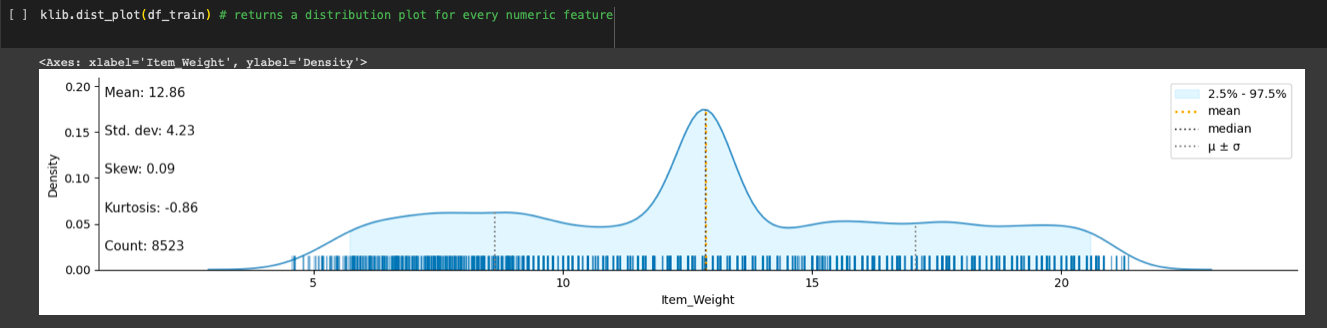 [ ] klib.dist_plot(df_train) # returns a distribution plot for every numeric feature
<Axes: xlabel='Item_Weight', ylabel='Density'>
0.20
Mean: 12.86
2.5% - 97.5%
mean
median
μ ± σ
0.15
Std. dev: 4.23
Density
0.10
Skew: 0.09
0.05
Kurtosis: -0.86
Count: 8523
0.00
5 10 15 20
Item_Weight